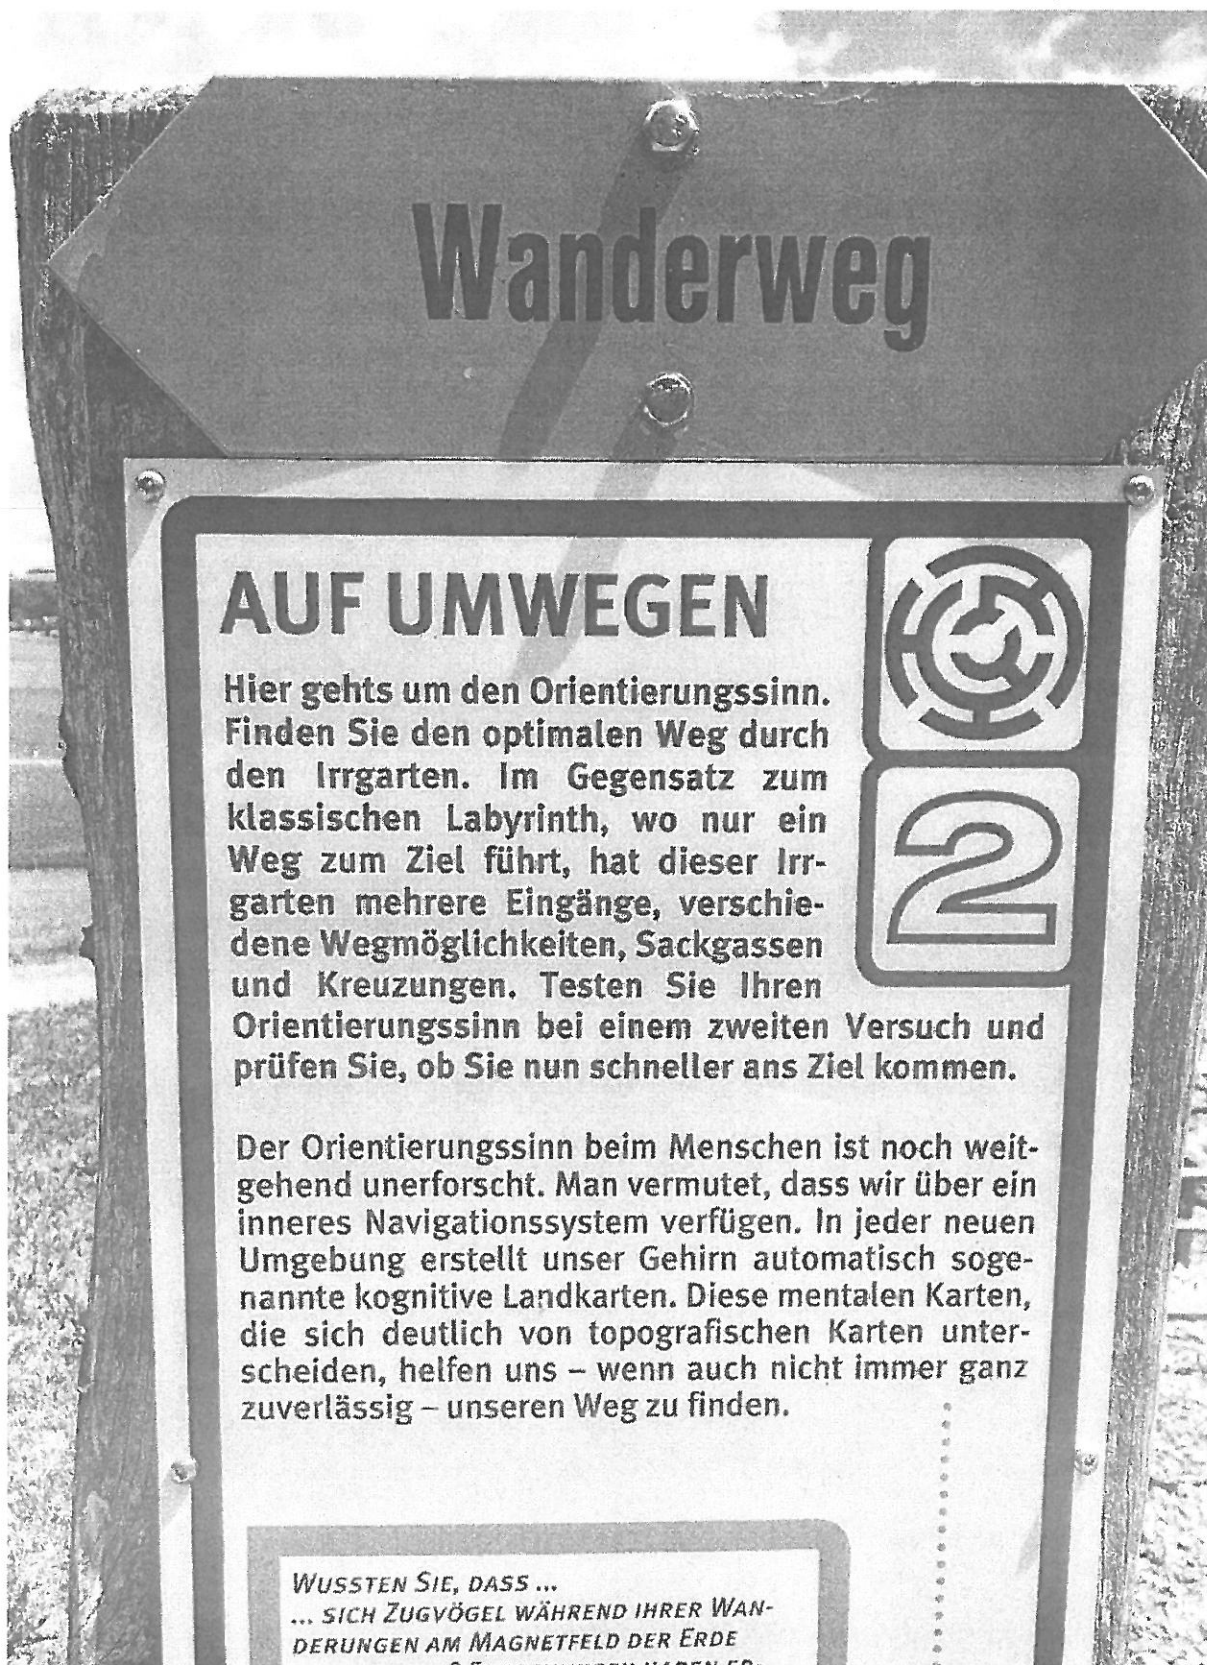 Wanderweg
AUF UMWEGEN
2
Hier gehts um den Orientierungssinn.
Finden Sie den optimalen Weg durch
den Irrgarten. Im Gegensatz zum
klassischen Labyrinth, wo nur ein
Weg zum Ziel führt, hat dieser Irr-
garten mehrere Eingänge, verschie-
dene Wegmöglichkeiten, Sackgassen
und Kreuzungen. Testen Sie Ihren
Orientierungssinn bei einem zweiten Versuch und
prüfen Sie, ob Sie nun schneller ans Ziel kommen.
Der Orientierungssinn beim Menschen ist noch weit-
gehend unerforscht. Man vermutet, dass wir über ein
inneres Navigationssystem verfügen. In jeder neuen
Umgebung erstellt unser Gehirn automatisch soge-
nannte kognitive Landkarten. Diese mentalen Karten,
die sich deutlich von topografischen Karten unter-
scheiden, helfen uns – wenn auch nicht immer ganz
zuverlässig – unseren Weg zu finden.
WUSSTEN SIE, DASS ...
... SICH ZUGVÖGEL WÄHREND IHRER WAN-
DERUNGEN AM MAGNETFELD DER ERDE